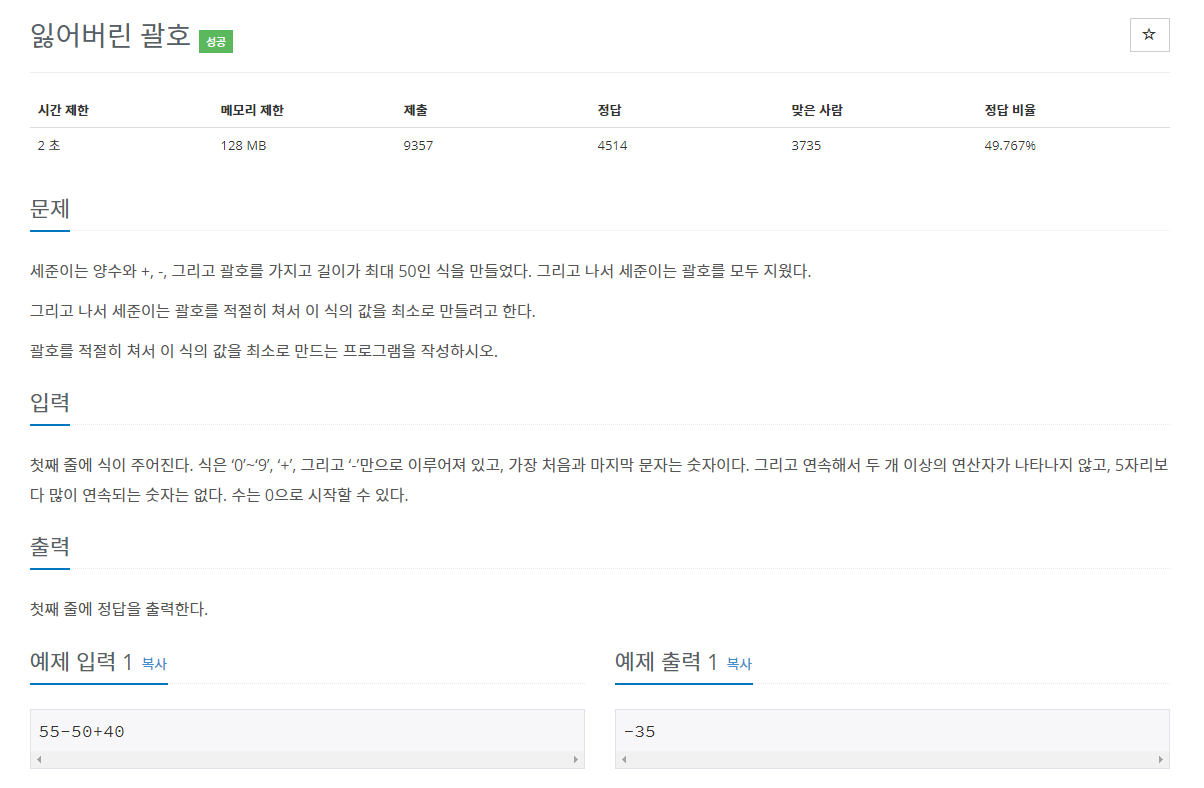 잃어버린 괄호 성공 ☆
시간 제한 메모리 제한 제출 정답 맞은 사람 정답 비율
2 초 128 MB 9357 4514 3735 49.767%
문제
세준이는 양수와 +, -, 그리고 괄호를 가지고 길이가 최대 50인 식을 만들었다. 그리고 나서 세준이는 괄호를 모두 지웠다.
그리고 나서 세준이는 괄호를 적절히 쳐서 이 식의 값을 최소로 만들려고 한다.
괄호를 적절히 쳐서 이 식의 값을 최소로 만드는 프로그램을 작성하시오.
입력
첫째 줄에 식이 주어진다. 식은 ‘0’~‘9’, ‘+’, 그리고 ‘-’만으로 이루어져 있고, 가장 처음과 마지막 문자는 숫자이다. 그리고 연속해서 두 개 이상의 연산자가 나타나지 않고, 5자리보
다 많이 연속되는 숫자는 없다. 수는 0으로 시작할 수 있다.
출력
첫째 줄에 정답을 출력한다.
예제 입력 1 복사
55-50+40
예제 출력 1 복사
-35